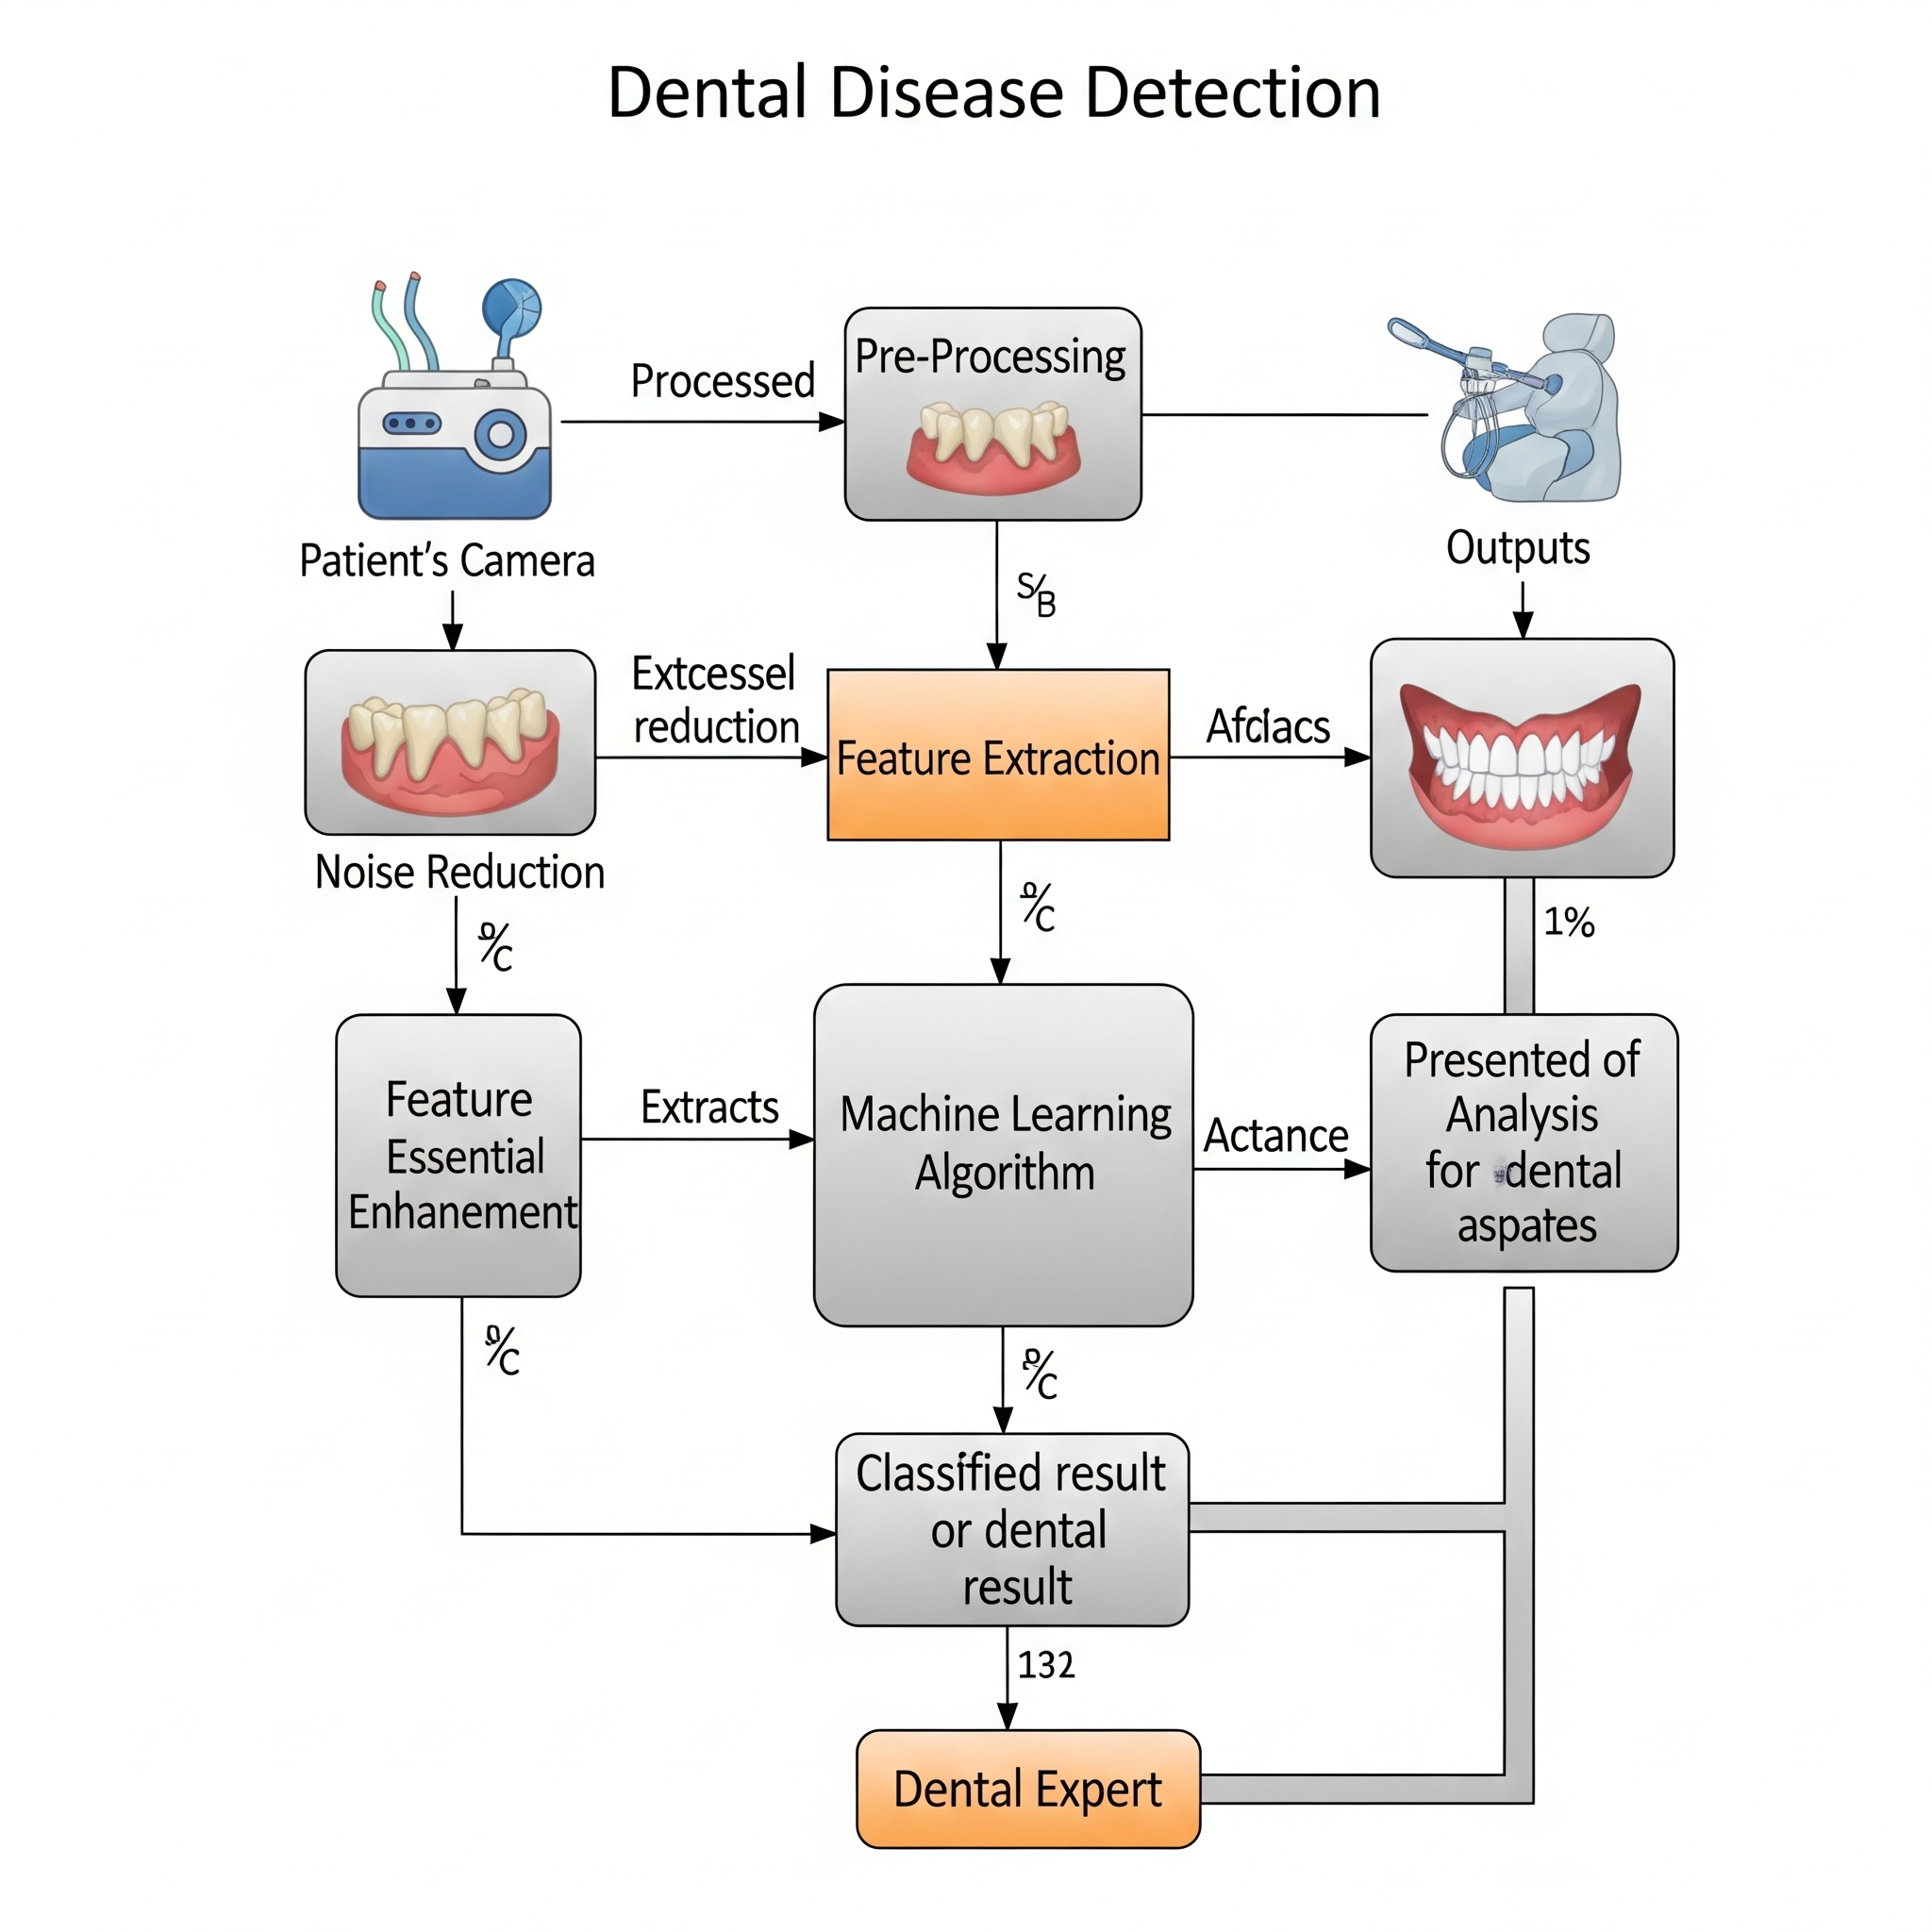 Dental Disease Detection
Processed
Pre-Processing
Patient's Camera
Outputs
S/B
Extcessel
reduction
Feature Extraction
Afciacs
Noise Reduction
1%
Feature
Essential
Enhanement
Extracts
Machine Learning
Algorithm
Actance
Presented of
Analysis
for dental
aspates
Classified result
or dental
result
132
Dental Expert